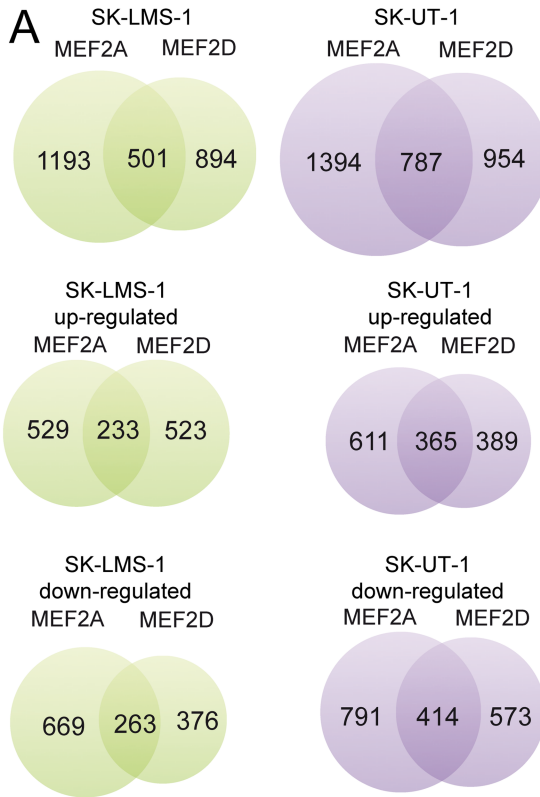 A
SK-LMS-1
MEF2A MEF2D
1193 501 894
SK-UT-1
MEF2A MEF2D
1394 787 954
SK-LMS-1
up-regulated
MEF2A MEF2D
529 233 523
SK-UT-1
up-regulated
MEF2A MEF2D
611 365 389
SK-LMS-1
down-regulated
MEF2A MEF2D
669 263 376
SK-UT-1
down-regulated
MEF2A MEF2D
791 414 573